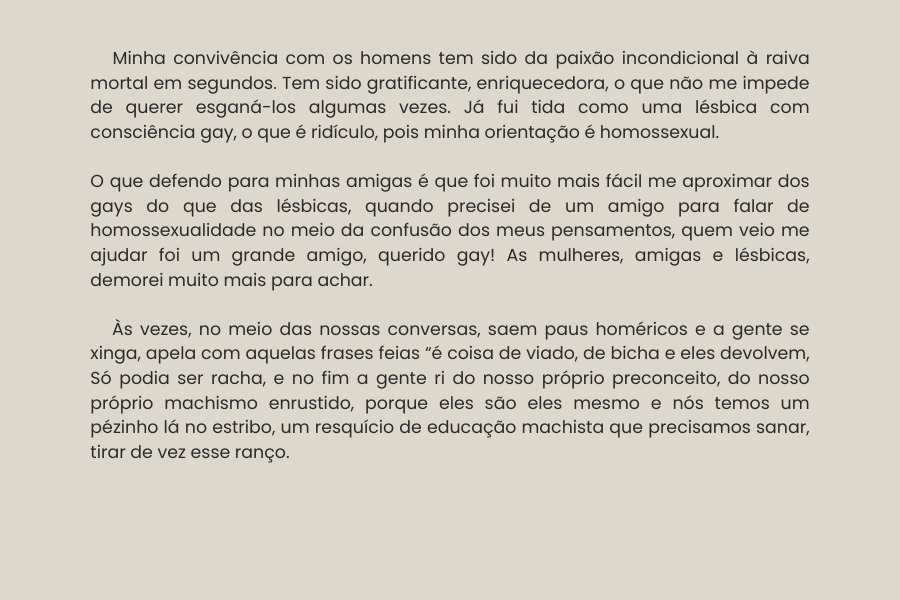 Minha convivência com os homens tem sido da paixão incondicional à raiva
mortal em segundos. Tem sido gratificante, enriquecedora, o que não me impede
de querer esganá-los algumas vezes. Já fui tida como uma lésbica com
consciência gay, o que é ridículo, pois minha orientação é homossexual.
O que defendo para minhas amigas é que foi muito mais fácil me aproximar dos
gays do que das lésbicas, quando precisei de um amigo para falar de
homossexualidade no meio da confusão dos meus pensamentos, quem veio me
ajudar foi um grande amigo, querido gay! As mulheres, amigas e lésbicas,
demorei muito mais para achar.
Às vezes, no meio das nossas conversas, saem paus homéricos e a gente se
xinga, apela com aquelas frases feias “é coisa de viado, de bicha e eles devolvem,
Só podia ser racha, e no fim a gente ri do nosso próprio preconceito, do nosso
próprio machismo enrustido, porque eles são eles mesmo e nós temos um
pézinho lá no estribo, um resquício de educação machista que precisamos sanar,
tirar de vez esse ranço.